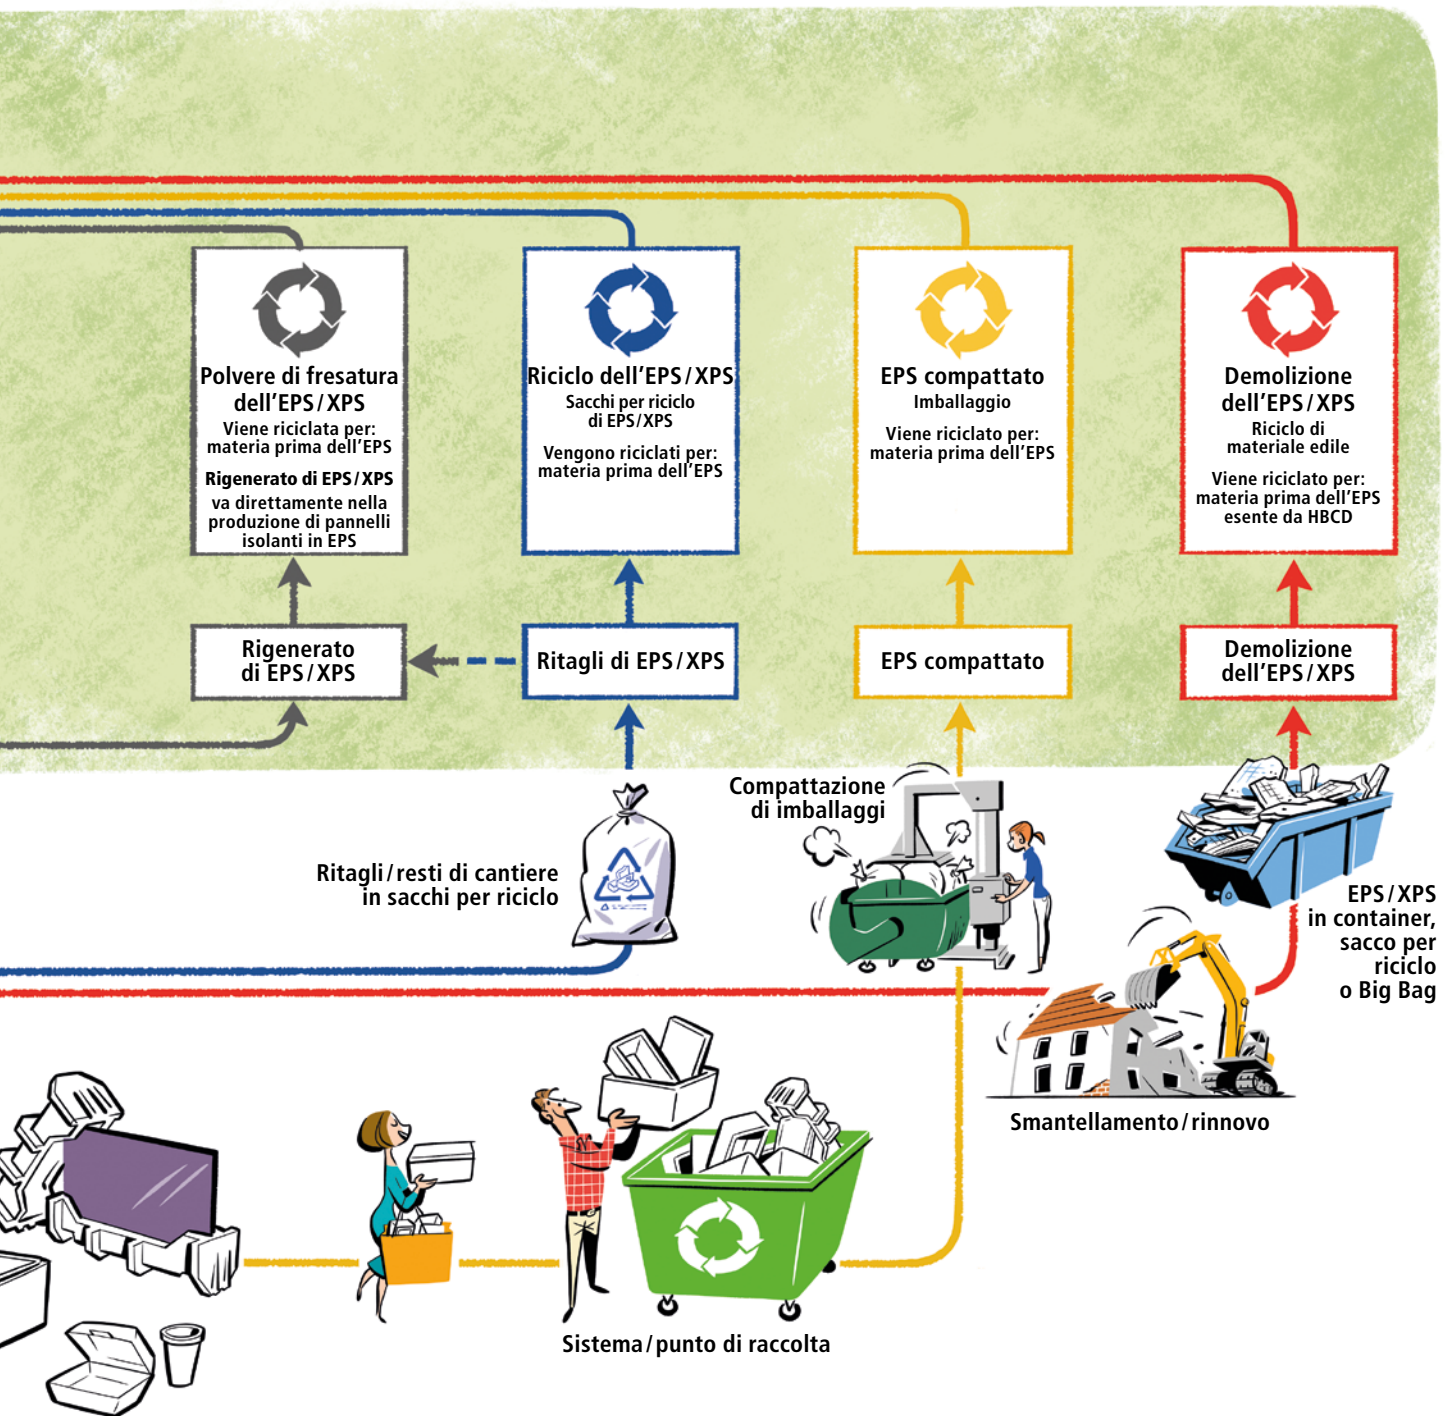 Polvere di fresatura
dell'EPS/XPS
Viene riciclata per:
materia prima dell'EPS
Rigenerato di EPS/XPS
va direttamente nella
produzione di pannelli
isolanti in EPS
Riciclo dell'EPS/XPS
Sacchi per riciclo
di EPS/XPS
Vengono riciclati per:
materia prima dell'EPS
EPS compattato
Imballaggio
Viene riciclato per:
materia prima dell'EPS
Demolizione
dell'EPS/XPS
Riciclo di
materiale edile
Viene riciclato per:
materia prima dell'EPS
esente da HBCD
Rigenerato
di EPS/XPS
Ritagli di EPS/XPS
EPS compattato
Demolizione
dell'EPS/XPS
Compattazione
di imballaggi
Ritagli/resti di cantiere
in sacchi per riciclo
EPS/XPS
in container,
sacco per
riciclo
o Big Bag
Smantellamento/rinnovo
Sistema/punto di raccolta